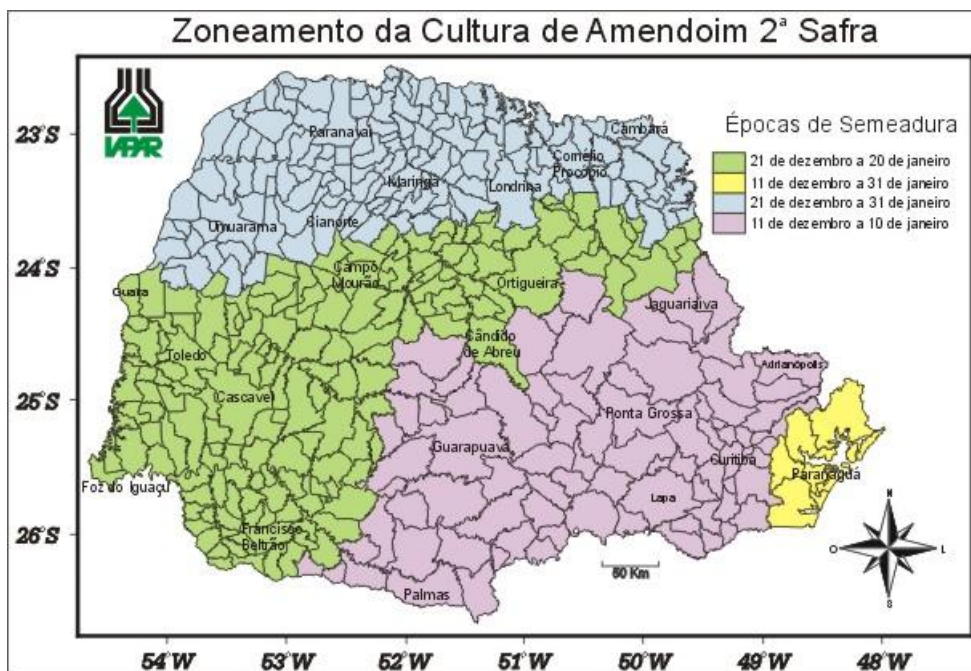 Zoneamento da Cultura de Amendoim 2ª Safra
IAPAR
Épocas de Semeadura
21 de dezembro a 20 de janeiro
11 de dezembro a 31 de janeiro
21 de dezembro a 31 de janeiro
11 de dezembro a 10 de janeiro
23°S
24°S
25°S
26°S
Paranavaí
Cambará
Cornélio
Procópio
Maringá
Londrina
Umuarama
Cianorte
Campo
Mourão
Guaíra
Ortigueira
Jaguariaíva
Toledo
Cândido
de Abreu
Adrianópolis
Cascavel
Ponta Grossa
Guarapuava
Curitiba
Paranaguá
Foz do Iguaçu
Lapa
Francisco
Beltrão
Palmas
50 Km
N
O
L
S
54°W
53°W
52°W
51°W
50°W
49°W
48°W